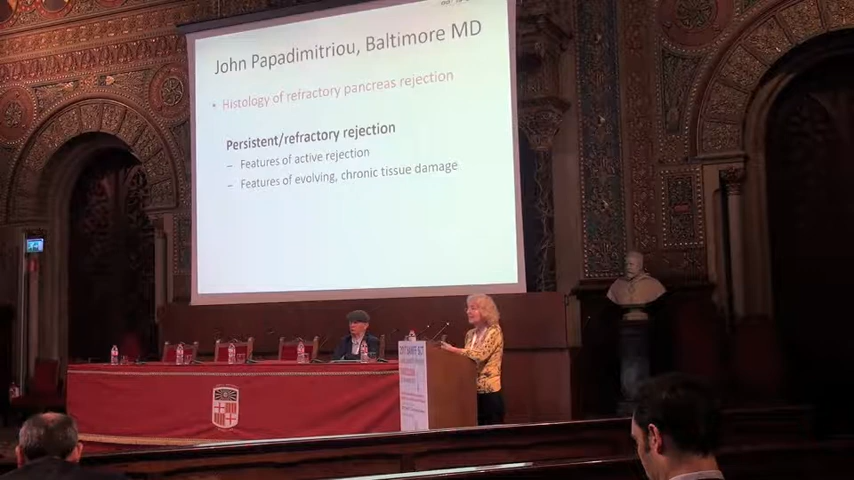 John Papadimitriou, Baltimore MD
• Histology of refractory pancreas rejection
Persistent/refractory rejection
– Features of active rejection
– Features of evolving, chronic tissue damage